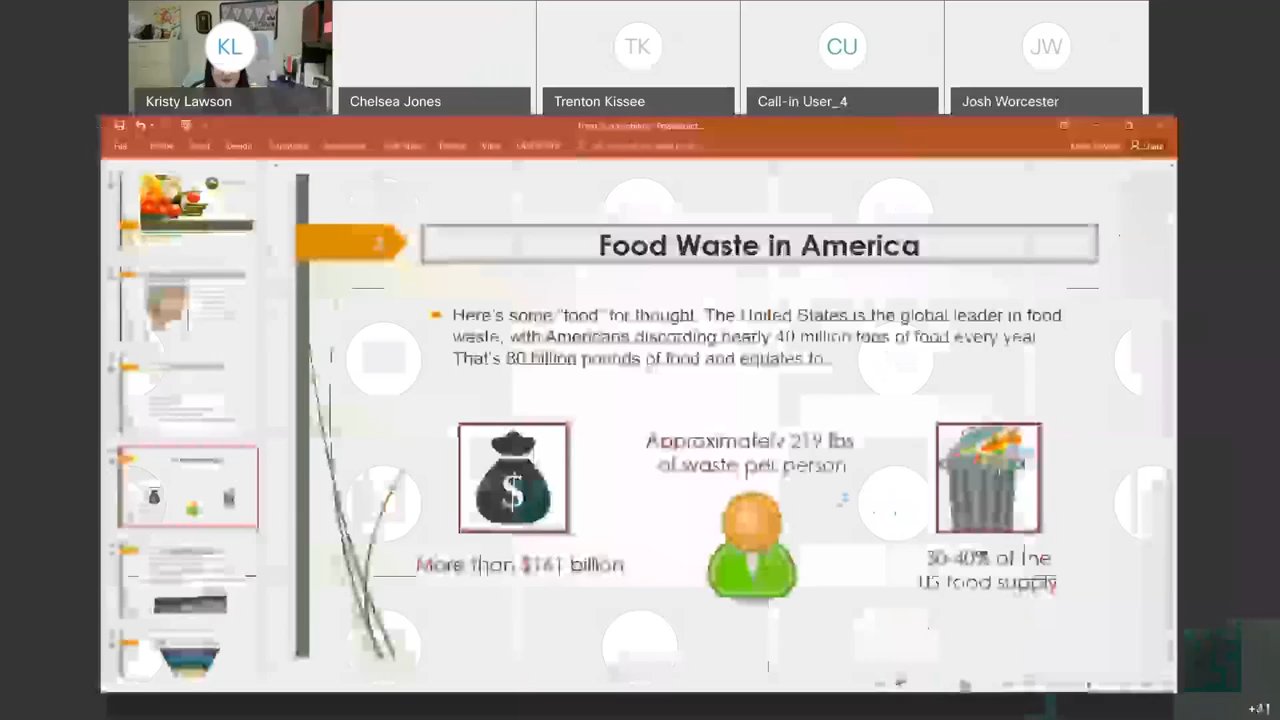 KL
TK
CU
JW
Kristy Lawson
Chelsea Jones
Trenton Kissee
Call-in User_4
Josh Worcester
File
Share
Food Waste in America
Here's some "food" for thought. The United States is the global leader in food
waste, with Americans discarding nearly 40 million tons of food every year.
That's 80 billion pounds of food and equates to...
Approximately 219 lbs
of waste per person
More than $161 billion
30-40% of the
US food supply
+41